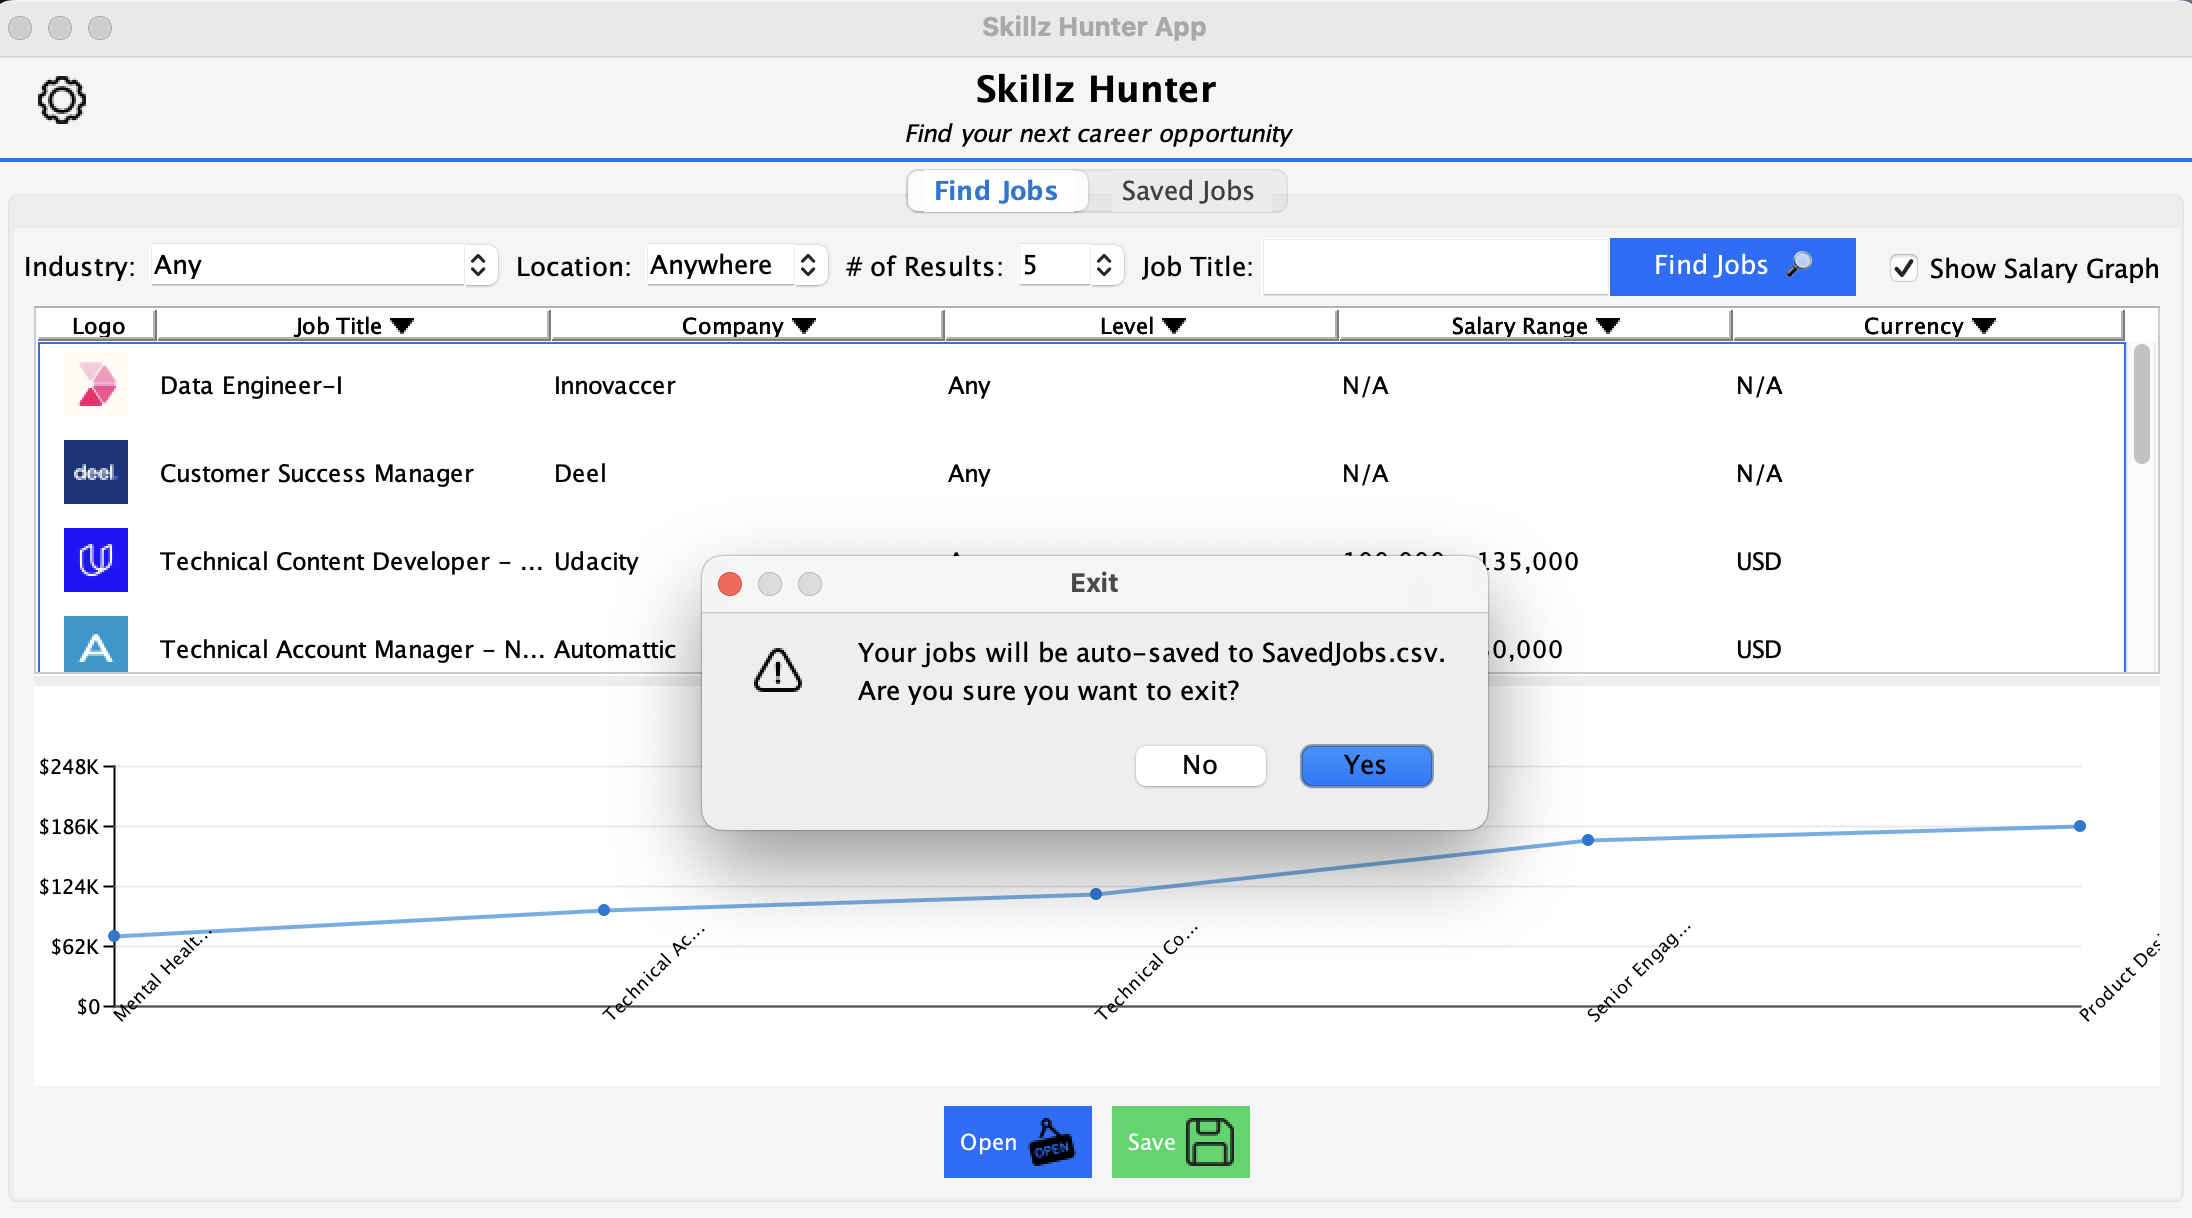 Skillz Hunter App
Skillz Hunter
Find your next career opportunity
Find Jobs Saved Jobs
Industry: Any Location: Anywhere # of Results: 5 Job Title: Find Jobs Show Salary Graph
Logo Job Title Company Level Salary Range Currency
Data Engineer-I Innovaccer Any N/A N/A
deel. Customer Success Manager Deel Any N/A N/A
Technical Content Developer - ... Udacity 135,000 USD
A Technical Account Manager - N... Automattic 0,000 USD
Exit
Your jobs will be auto-saved to SavedJobs.csv.
Are you sure you want to exit?
No Yes
$248K
$186K
$124K
$62K
$0
Mental Healt...
Technical Ac...
Technical Co...
Senior Engag...
Product Des
Open OPEN Save